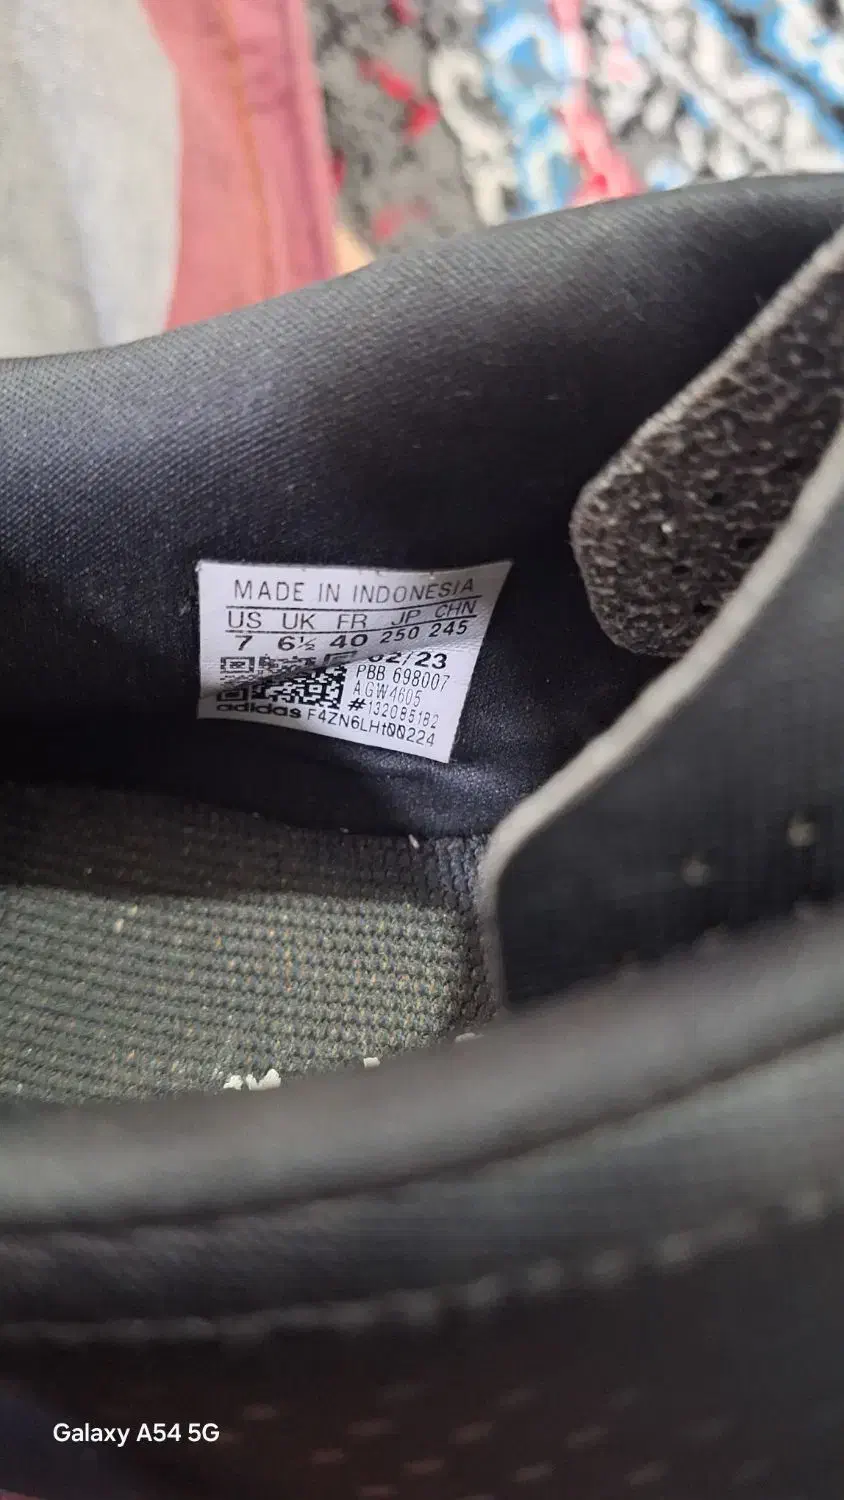 MADE IN INDONESIA
US UK FR JP CHN
7 6½ 40 250 245
02/23
PBB 698007
AGW4605
#132085182
adidas F4ZN6LHt00224
Galaxy A54 5G